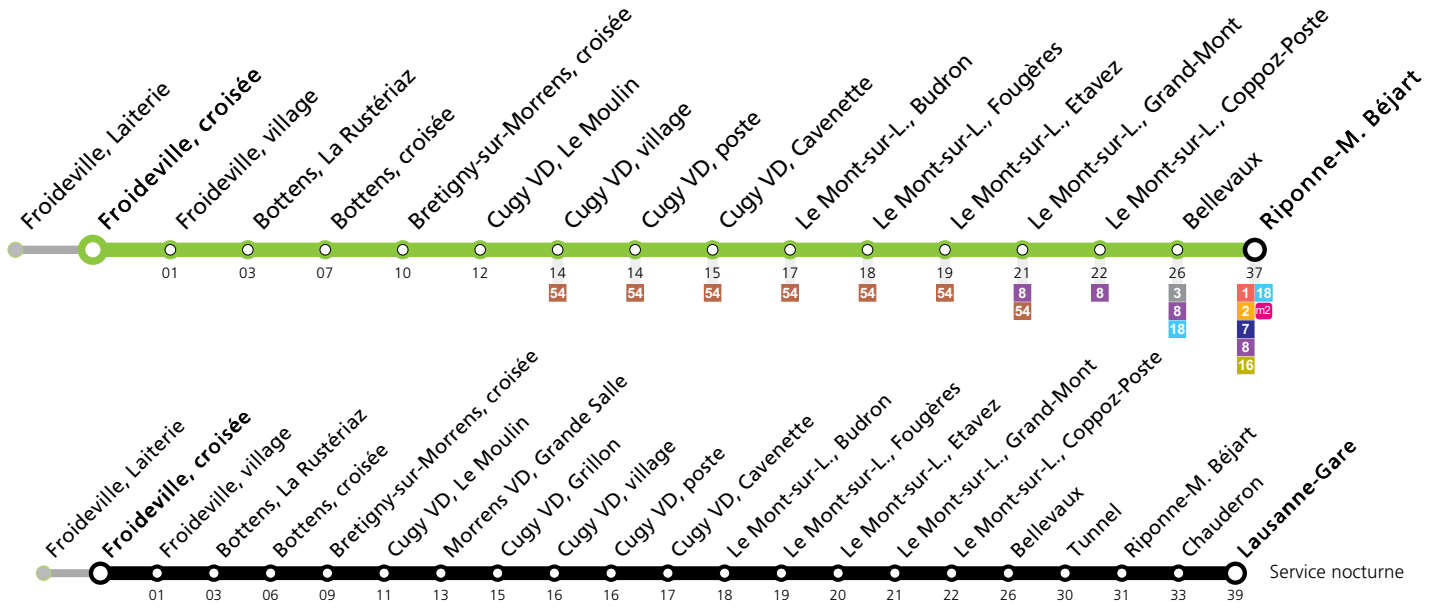 Froideville, Laiterie
Froideville, croisée
Froideville, village
Bottens, La Rustériaz
Bottens, croisée
Bretigny-sur-Morrens, croisée
Cugy VD, Le Moulin
Cugy VD, village
Cugy VD, poste
Cugy VD, Cavenette
Le Mont-sur-L., Budron
Le Mont-sur-L., Fougères
Le Mont-sur-L., Etavez
Le Mont-sur-L., Grand-Mont
Le Mont-sur-L., Coppoz-Poste
Bellevaux
Riponne-M. Béjart
01 03 07 10 12 14 14 15 17 18 19 21 22 26 37
54 54 54 54 54 54 8 8 3 1 18
54 8 2 m2
18 7
8
16
Froideville, Laiterie
Froideville, croisée
Froideville, village
Bottens, La Rustériaz
Bottens, croisée
Bretigny-sur-Morrens, croisée
Cugy VD, Le Moulin
Morrens VD, Grande Salle
Cugy VD, Grillon
Cugy VD, village
Cugy VD, poste
Cugy VD, Cavenette
Le Mont-sur-L., Budron
Le Mont-sur-L., Fougères
Le Mont-sur-L., Etavez
Le Mont-sur-L., Grand-Mont
Le Mont-sur-L., Coppoz-Poste
Bellevaux
Tunnel
Riponne-M. Béjart
Chauderon
Lausanne-Gare
Service nocturne
01 03 06 09 11 13 15 16 16 17 18 19 20 21 22 26 30 31 33 39